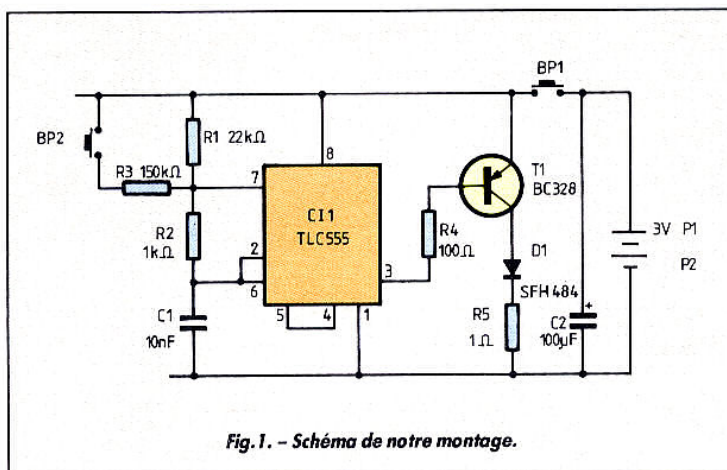 BP1
BP2
R1 22kΩ
8
R3 150kΩ
7
T1
BC328
CI1
TLC555
R2
1kΩ
2
6
R4
100Ω
3V P1
P2
D1
3
SFH 484
C1
10nF
5
4
1
R5
1Ω
+
C2
100µF
Fig.1. – Schéma de notre montage.